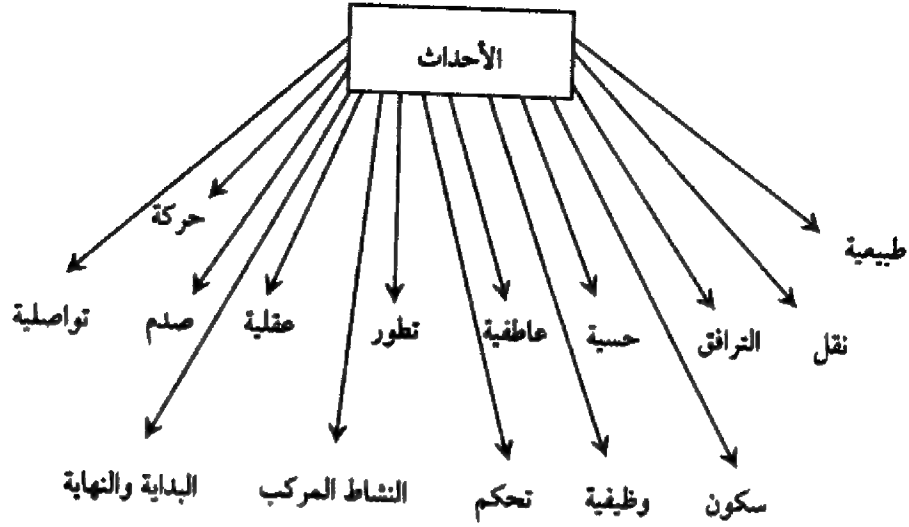 الأحداث
طبيعية
نقل
الترافق
حسية
عاطفية
تطور
عقلية
صدم
حركة
تواصلية
سكون
وظيفية
تحكم
النشاط المركب
البداية والنهاية